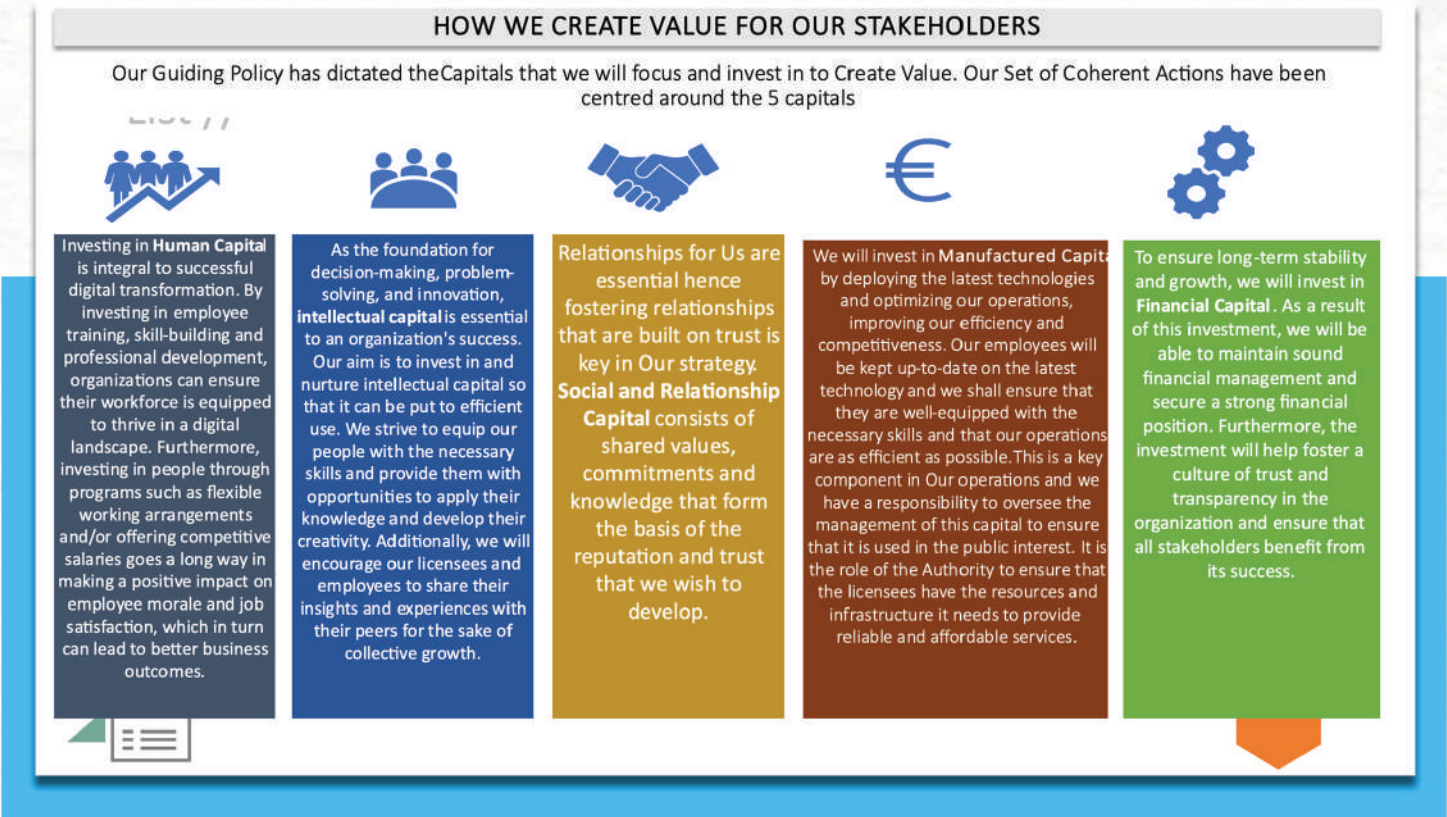 HOW WE CREATE VALUE FOR OUR STAKEHOLDERS
Our Guiding Policy has dictated theCapitals that we will focus and invest in to Create Value. Our Set of Coherent Actions have been
centred around the 5 capitals
Investing in Human Capital
is integral to successful
digital transformation. By
investing in employee
training, skill-building and
professional development,
organizations can ensure
their workforce is equipped
to thrive in a digital
landscape. Furthermore,
investing in people through
programs such as flexible
working arrangements
and/or offering competitive
salaries goes a long way in
making a positive impact on
employee morale and job
satisfaction, which in turn
can lead to better business
outcomes.
As the foundation for
decision-making, problem-
solving, and innovation,
intellectual capital is essential
to an organization's success.
Our aim is to invest in and
nurture intellectual capital so
that it can be put to efficient
use. We strive to equip our
people with the necessary
skills and provide them with
opportunities to apply their
knowledge and develop their
creativity. Additionally, we will
encourage our licensees and
employees to share their
insights and experiences with
their peers for the sake of
collective growth.
Relationships for Us are
essential hence
fostering relationships
that are built on trust is
key in Our strategy.
Social and Relationship
Capital consists of
shared values,
commitments and
knowledge that form
the basis of the
reputation and trust
that we wish to
develop.
We will invest in Manufactured Capita
by deploying the latest technologies
and optimizing our operations,
improving our efficiency and
competitiveness. Our employees will
be kept up-to-date on the latest
technology and we shall ensure that
they are well-equipped with the
necessary skills and that our operations
are as efficient as possible.This is a key
component in Our operations and we
have a responsibility to oversee the
management of this capital to ensure
that it is used in the public interest. It is
the role of the Authority to ensure that
the licensees have the resources and
infrastructure it needs to provide
reliable and affordable services.
To ensure long-term stability
and growth, we will invest in
Financial Capital. As a result
of this investment, we will be
able to maintain sound
financial management and
secure a strong financial
position. Furthermore, the
investment will help foster a
culture of trust and
transparency in the
organization and ensure that
all stakeholders benefit from
its success.